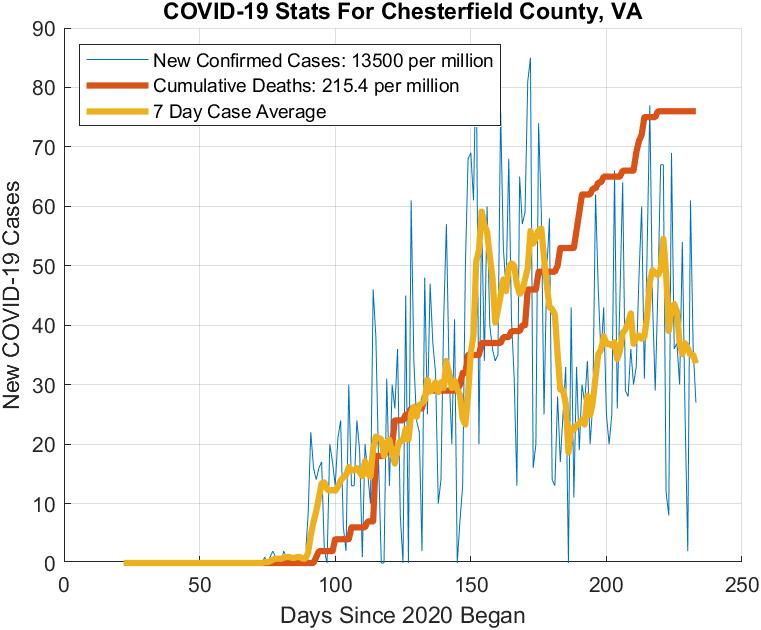 COVID-19 Stats For Chesterfield County, VA
New Confirmed Cases: 13500 per million
Cumulative Deaths: 215.4 per million
7 Day Case Average
New COVID-19 Cases
90
80
70
60
50
40
30
20
10
0
0 50 100 150 200 250
Days Since 2020 Began